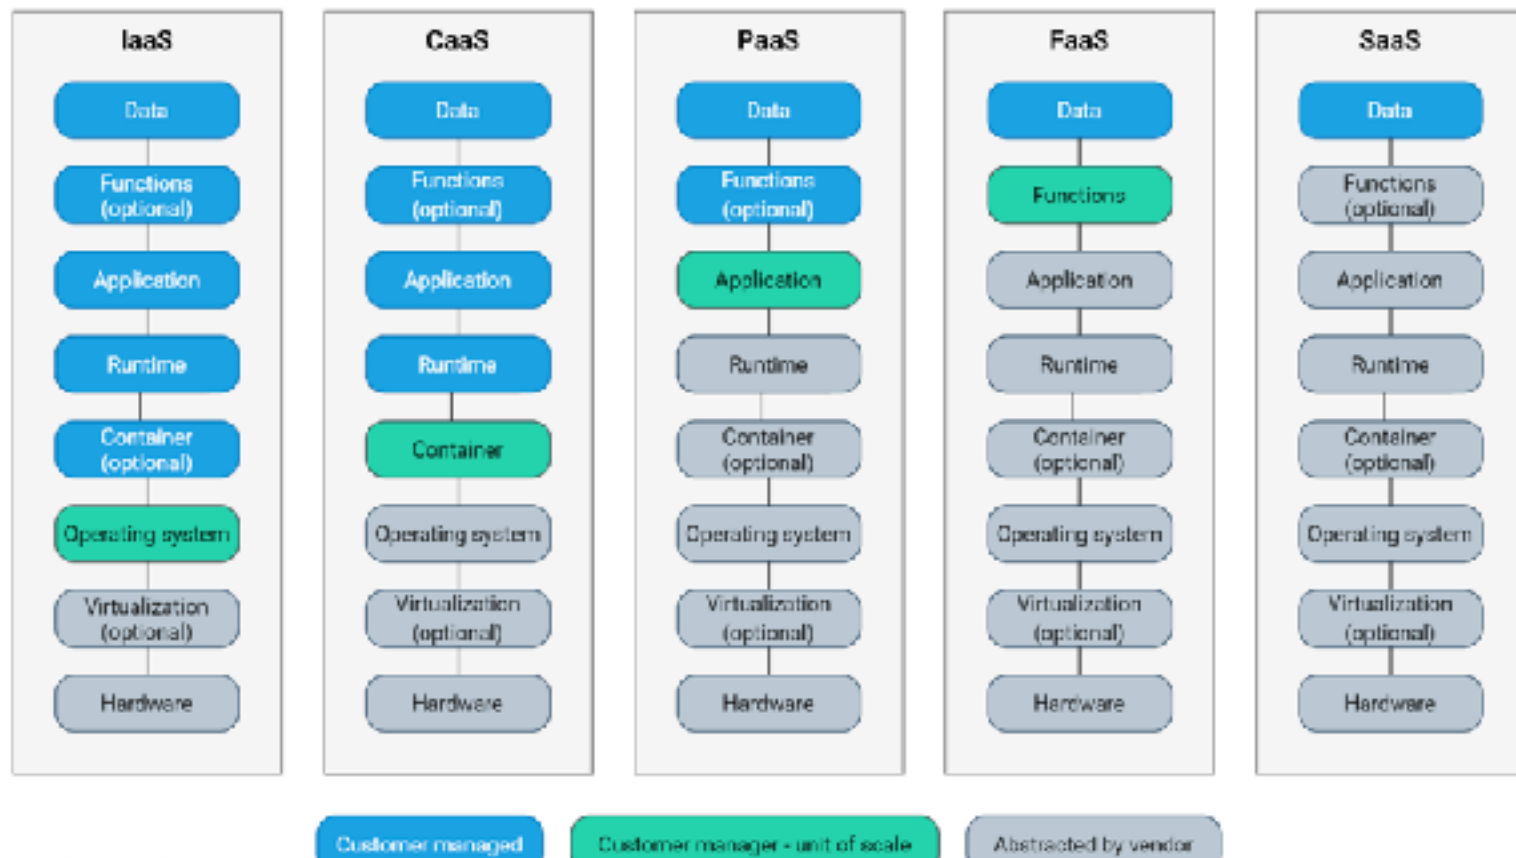 IaaS
Data
Functions
(optional)
Application
Runtime
Container
(optional)
Operating system
Virtualization
(optional)
Hardware
CaaS
Data
Functions
(optional)
Application
Runtime
Container
Operating system
Virtualization
(optional)
Hardware
PaaS
Data
Functions
(optional)
Application
Runtime
Container
(optional)
Operating system
Virtualization
(optional)
Hardware
FaaS
Data
Functions
Application
Runtime
Container
(optional)
Operating system
Virtualization
(optional)
Hardware
SaaS
Data
Functions
(optional)
Application
Runtime
Container
(optional)
Operating system
Virtualization
(optional)
Hardware
Customer managed
Customer manager - unit of scale
Abstracted by vendor